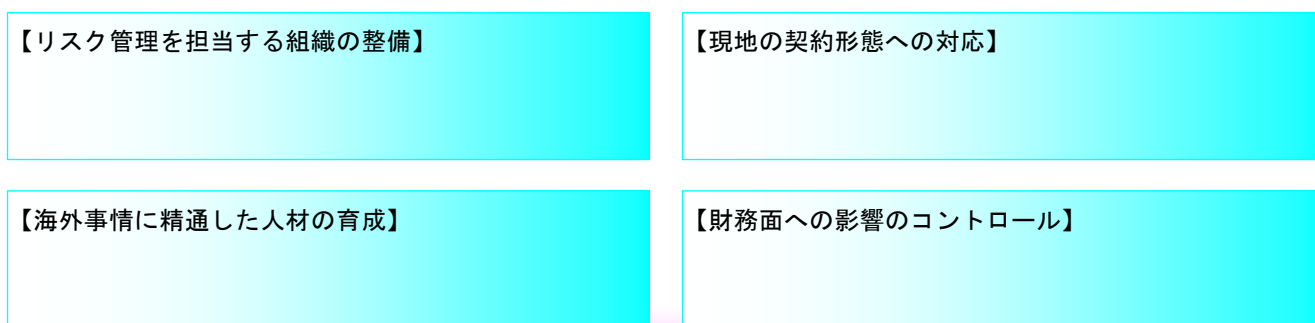 【リスク管理を担当する組織の整備】
【現地の契約形態への対応】
【海外事情に精通した人材の育成】
【財務面への影響のコントロール】